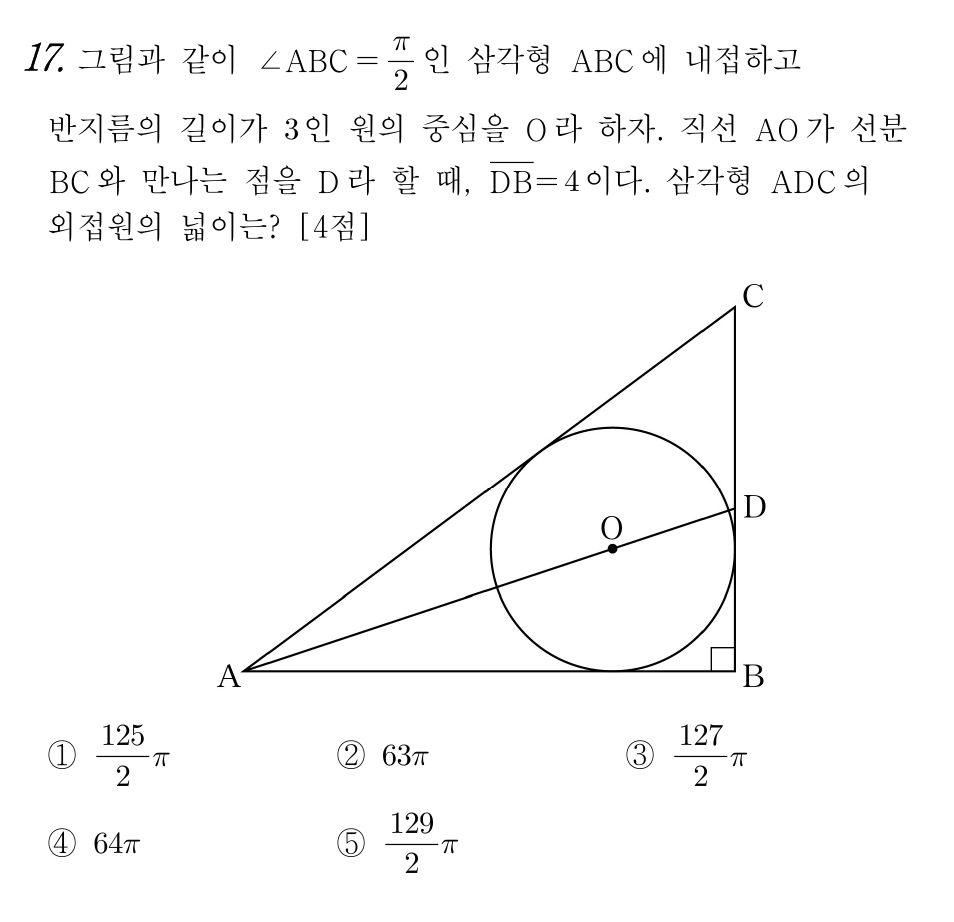 17. 그림과 같이 ∠ABC = π/2 인 삼각형 ABC에 내접하고
반지름의 길이가 3인 원의 중심을 O라 하자. 직선 AO가 선분
BC와 만나는 점을 D라 할 때, D̅B̅=4이다. 삼각형 ADC의
외접원의 넓이는? [4점]
C
D
O
A
B
① 125/2 π ② 63π ③ 127/2 π
④ 64π ⑤ 129/2 π